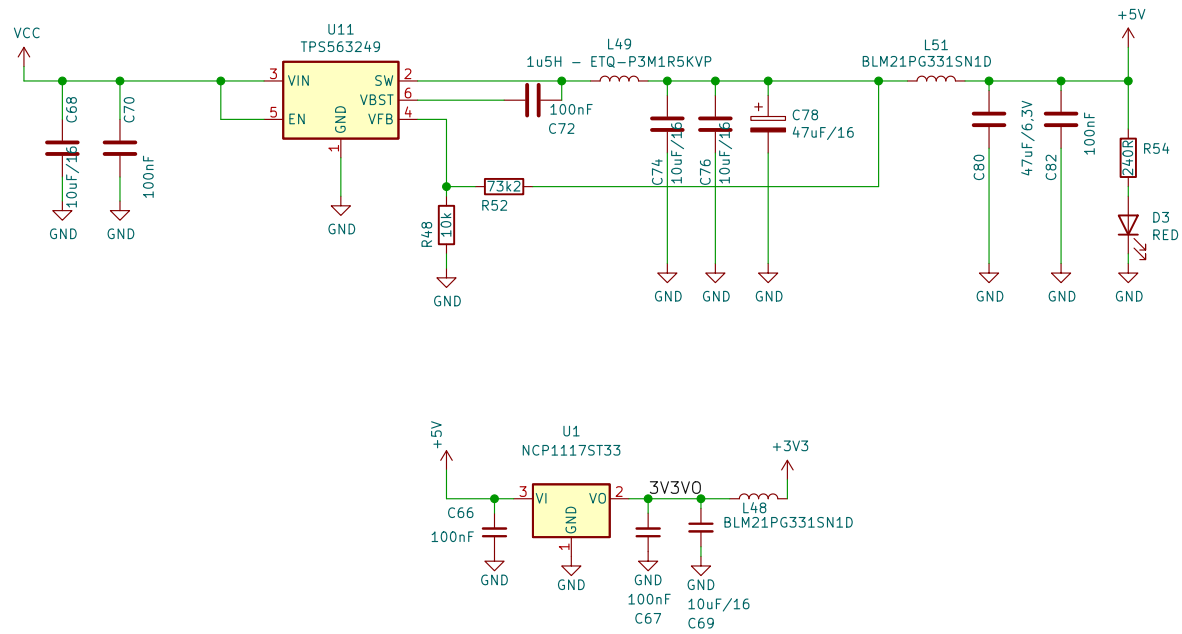 VCC
U11
TPS563249
3
VIN
SW
2
VBST
6
5
EN
VFB
4
GND
1
GND
C68
10uF/16
GND
C70
100nF
GND
100nF
C72
L49
1u5H – ETQ-P3M1R5KVP
73k2
R52
R48
10k
GND
C74
10uF/16
GND
C76
10uF/16
GND
+
C78
47uF/16
GND
L51
BLM21PG331SN1D
C80
47uF/6,3V
GND
C82
100nF
GND
+5V
240R
R54
D3
RED
GND
+5V
U1
NCP1117ST33
3
VI
VO
2
GND
1
GND
C66
100nF
GND
3V3VO
GND
100nF
C67
GND
10uF/16
C69
L48
BLM21PG331SN1D
+3V3